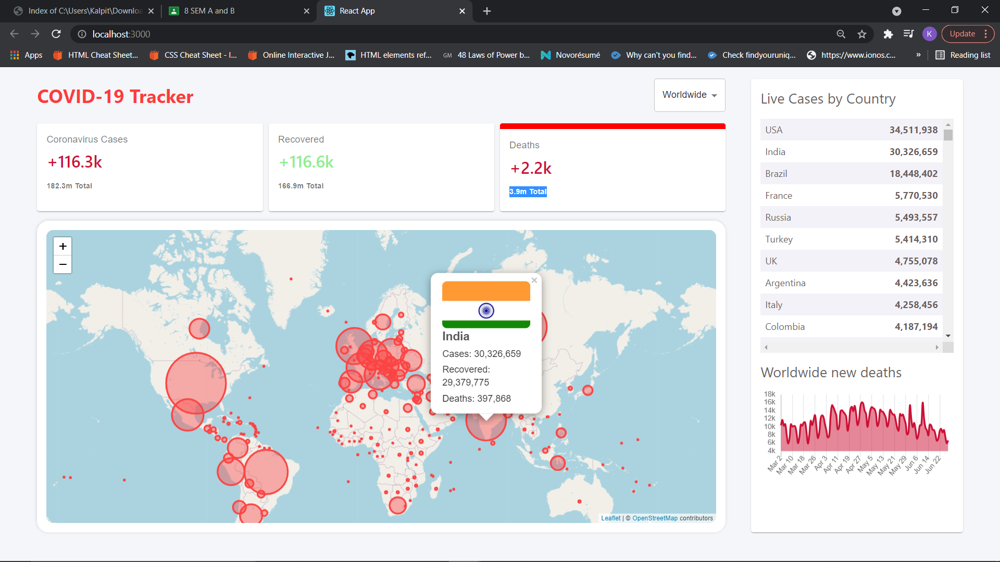 Index of C:\Users\Kalpit\Downloa
8 SEM A and B
React App
localhost:3000
K
Update
Apps
HTML Cheat Sheet...
CSS Cheat Sheet - I...
Online Interactive J...
HTML elements ref...
GM
48 Laws of Power b...
Novorésumé
Why can't you find...
Check findyouruniq...
https://www.ionos.c...
»
Reading list
COVID-19 Tracker
Worldwide
Coronavirus Cases
+116.3k
182.3m Total
Recovered
+116.6k
166.9m Total
Deaths
+2.2k
3.9m Total
+
−
×
India
Cases: 30,326,659
Recovered:
29,379,775
Deaths: 397,868
Leaflet | © OpenStreetMap contributors
Live Cases by Country
USA 34,511,938
India 30,326,659
Brazil 18,448,402
France 5,770,530
Russia 5,493,557
Turkey 5,414,310
UK 4,755,078
Argentina 4,423,636
Italy 4,258,456
Colombia 4,187,194
Worldwide new deaths
18k
16k
14k
12k
10k
8k
6k
4k
Mar 2
Mar 10
Mar 18
Mar 26
Apr 3
Apr 11
Apr 19
Apr 27
May 5
May 13
May 21
May 29
Jun 6
Jun 14
Jun 22